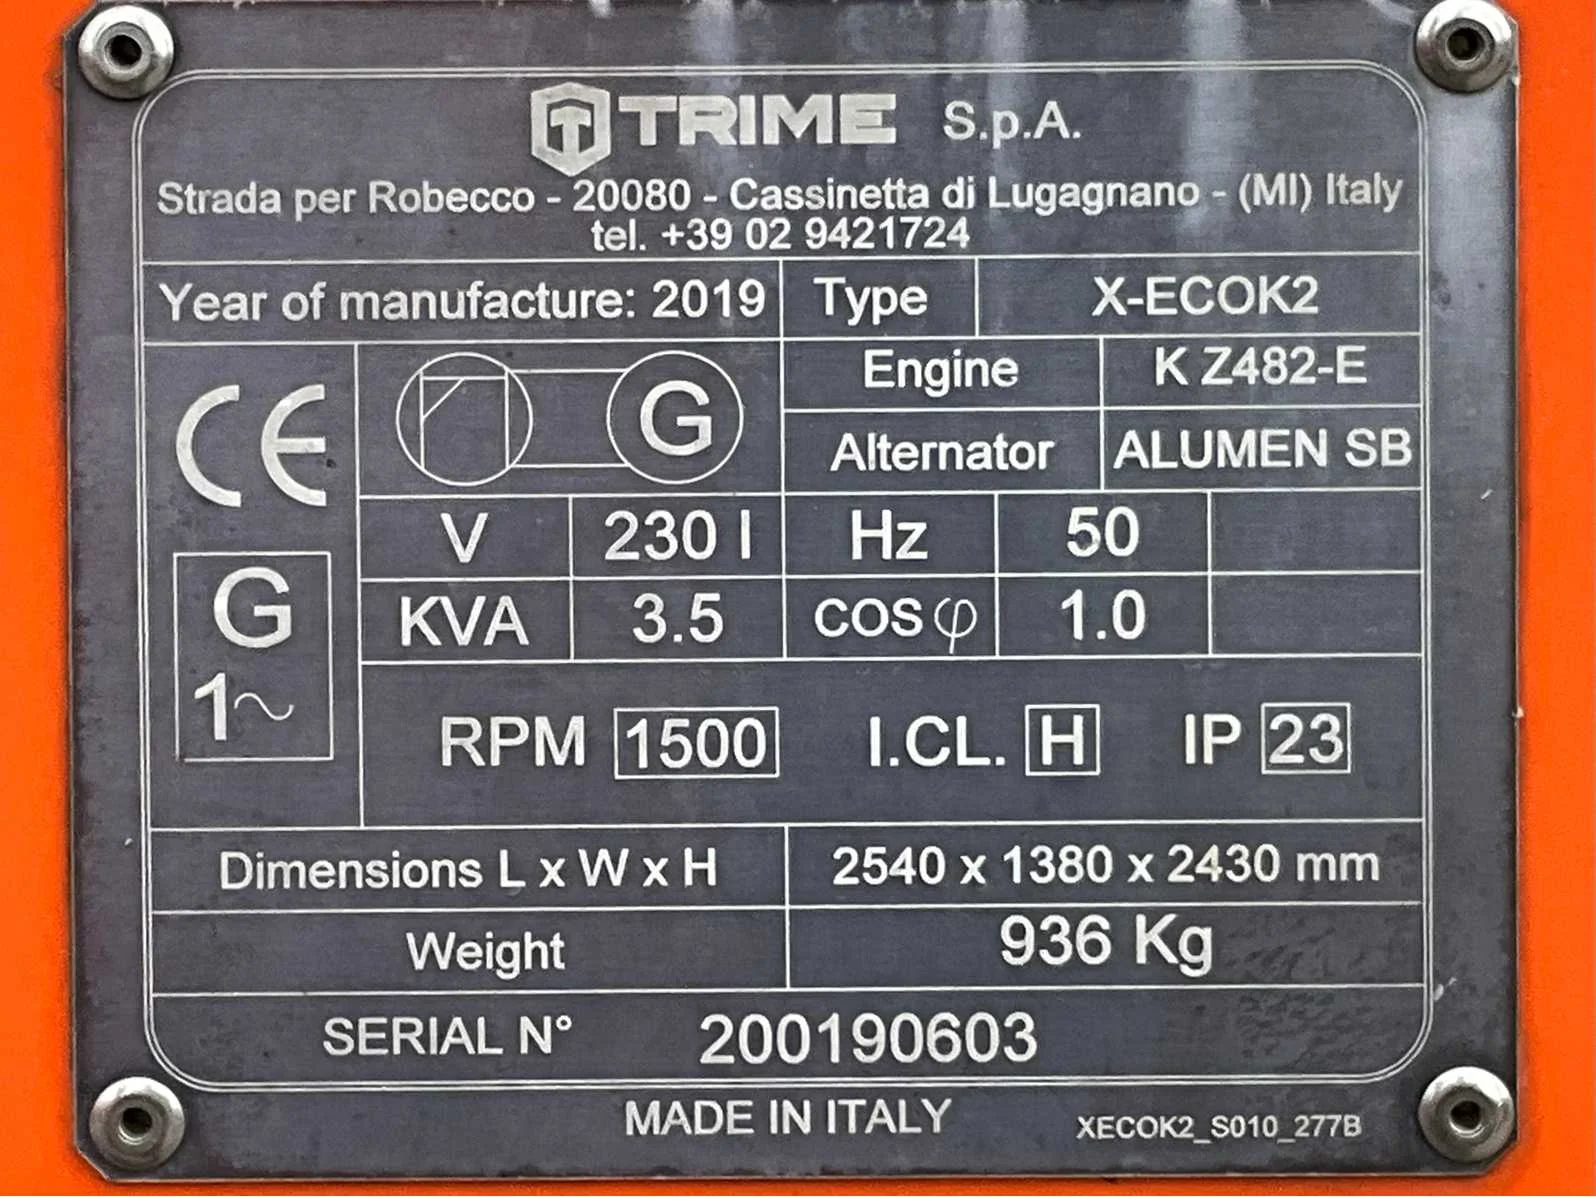 TRIME S.p.A.
Strada per Robecco - 20080 - Cassinetta di Lugagnano - (MI) Italy
tel. +39 02 9421724
Year of manufacture: 2019 Type X-ECOK2
CE G Engine K Z482-E
Alternator ALUMEN SB
V 230 I Hz 50
G
1~
KVA 3.5 COS φ 1.0
RPM 1500 I.CL. H IP 23
Dimensions L x W x H 2540 x 1380 x 2430 mm
Weight 936 Kg
SERIAL N° 200190603
MADE IN ITALY XECOK2_S010_277B